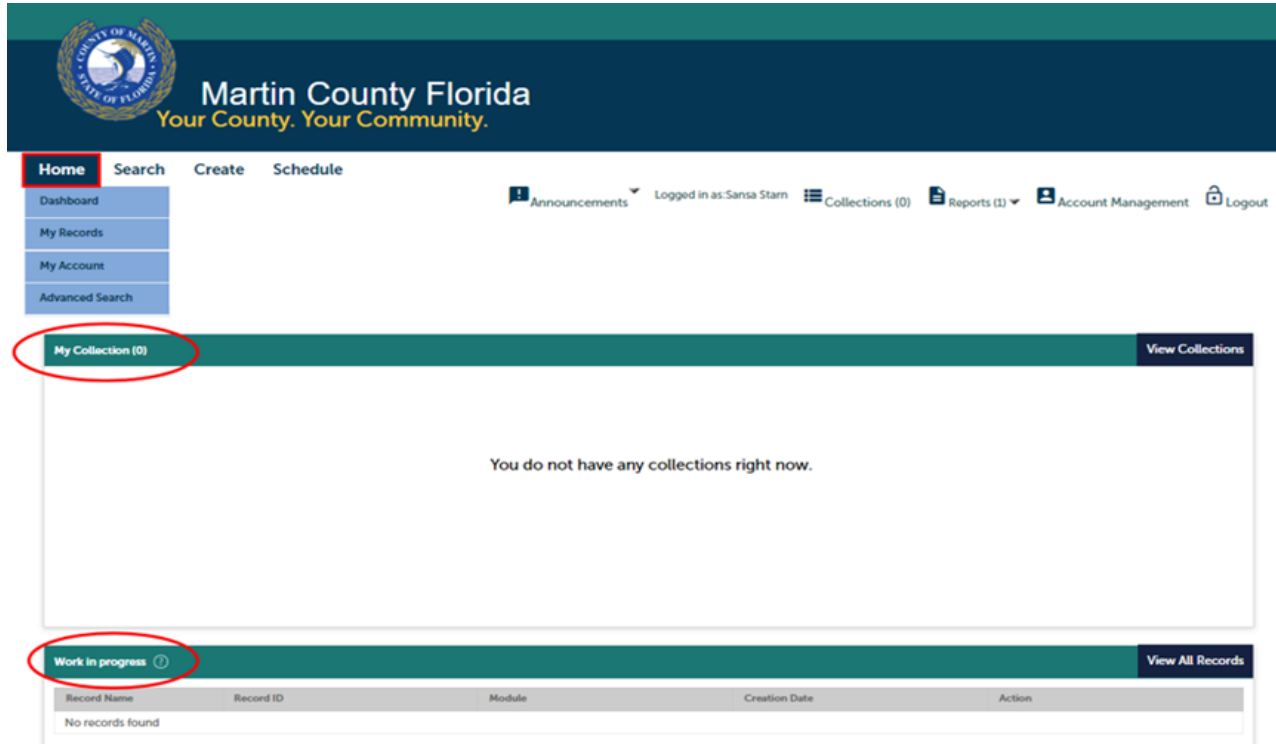 COUNTY OF MARTIN
STATE OF FLORIDA
Martin County Florida
Your County. Your Community.
Home Search Create Schedule
Announcements Logged in as:Sansa Starn Collections (0) Reports (1) Account Management Logout
Dashboard
My Records
My Account
Advanced Search
My Collection (0) View Collections
You do not have any collections right now.
Work in progress ? View All Records
Record Name Record ID Module Creation Date Action
No records found